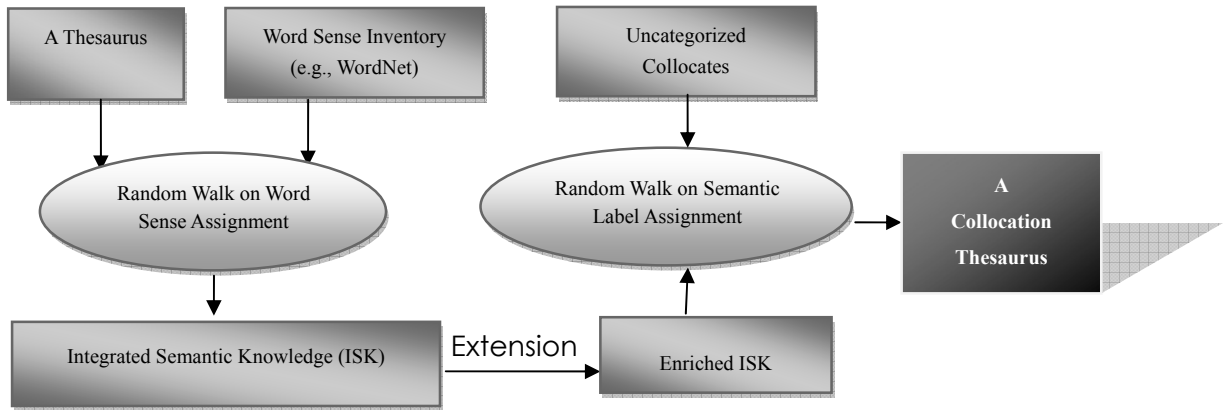 A Thesaurus
Word Sense Inventory
(e.g., WordNet)
Uncategorized
Collocates
Random Walk on Word
Sense Assignment
Random Walk on Semantic
Label Assignment
A
Collocation
Thesaurus
Integrated Semantic Knowledge (ISK)
Extension
Enriched ISK